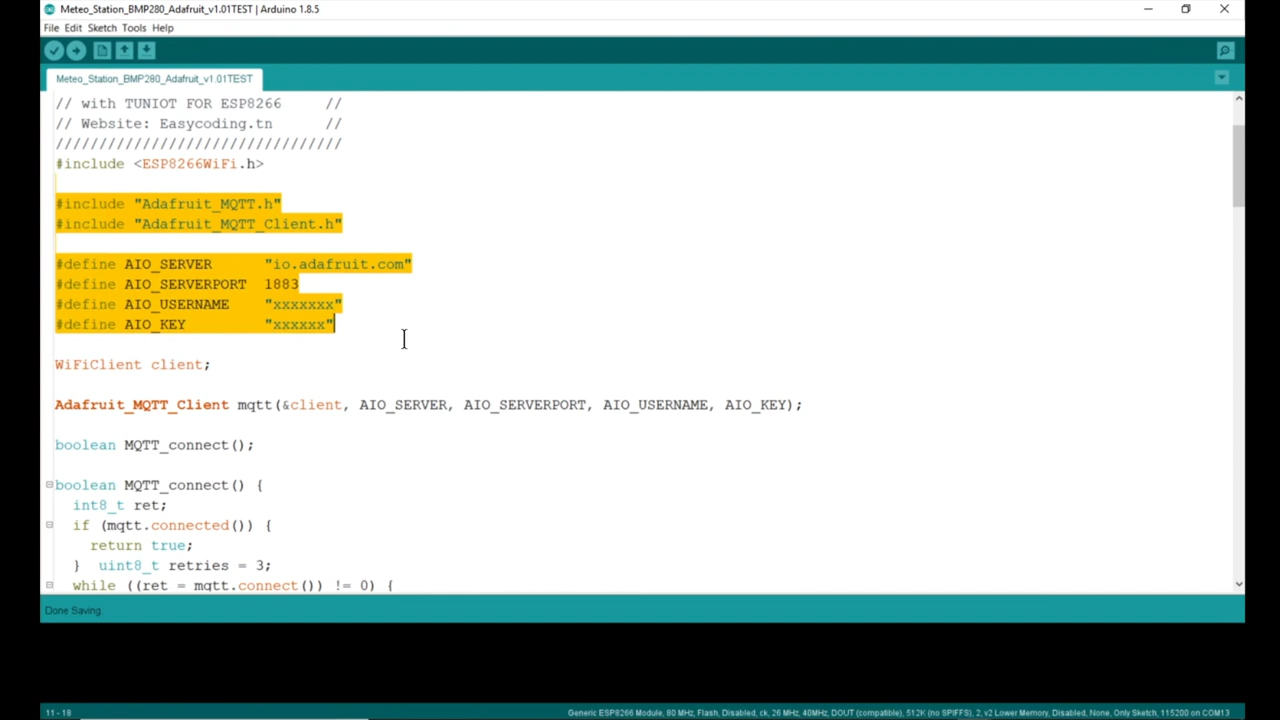 Meteo_Station_BMP280_Adafruit_v1.01TEST | Arduino 1.8.5
File Edit Sketch Tools Help
Meteo_Station_BMP280_Adafruit_v1.01TEST
// with TUNIOT FOR ESP8266     //
// Website: Easycoding.tn      //
/////////////////////////////////
#include <ESP8266WiFi.h>
#include "Adafruit_MQTT.h"
#include "Adafruit_MQTT_Client.h"
#define AIO_SERVER      "io.adafruit.com"
#define AIO_SERVERPORT  1883
#define AIO_USERNAME    "xxxxxxx"
#define AIO_KEY         "xxxxxx"
WiFiClient client;
Adafruit_MQTT_Client mqtt(&client, AIO_SERVER, AIO_SERVERPORT, AIO_USERNAME, AIO_KEY);
boolean MQTT_connect();
boolean MQTT_connect() {
  int8_t ret;
  if (mqtt.connected()) {
    return true;
  }  uint8_t retries = 3;
  while ((ret = mqtt.connect()) != 0) {
Done Saving.
11 - 18
Generic ESP8266 Module, 80 MHz, Flash, Disabled, ck, 26 MHz, 40MHz, DOUT (compatible), 512K (no SPIFFS), 2, v2 Lower Memory, Disabled, None, Only Sketch, 115200 on COM13